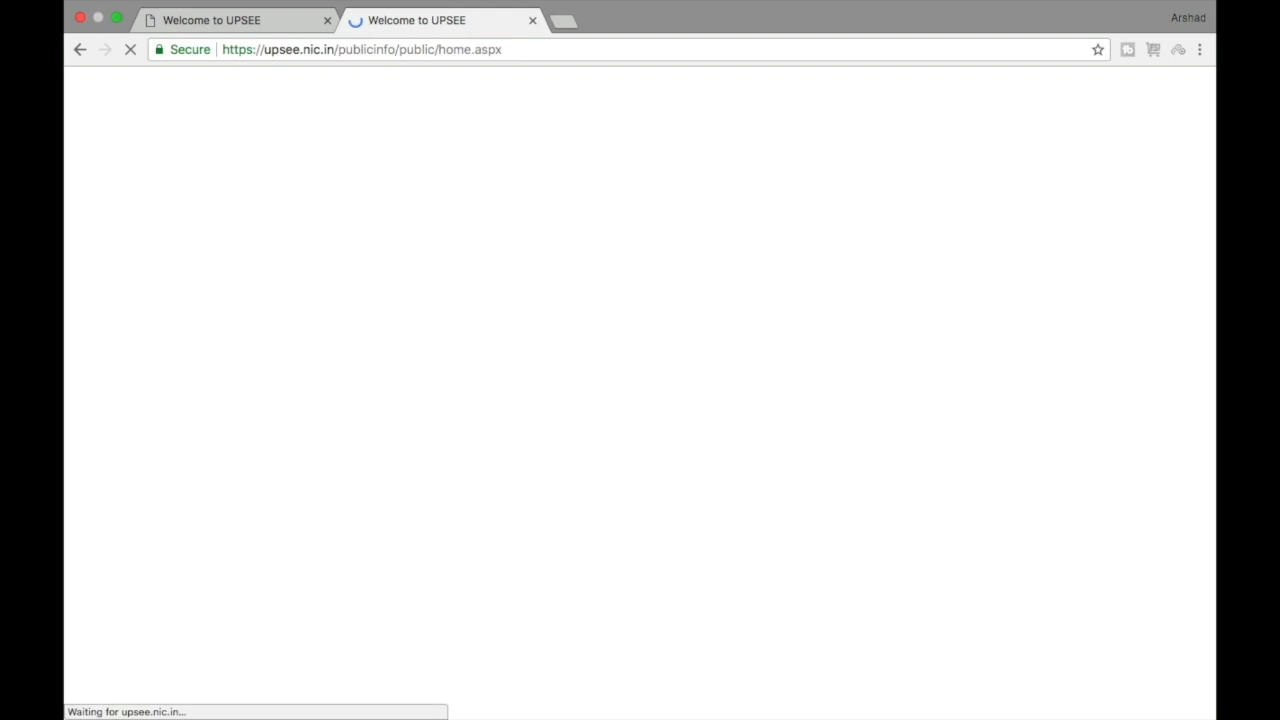 Welcome to UPSEE
Welcome to UPSEE
Arshad
Secure https://upsee.nic.in/publicinfo/public/home.aspx
Waiting for upsee.nic.in...